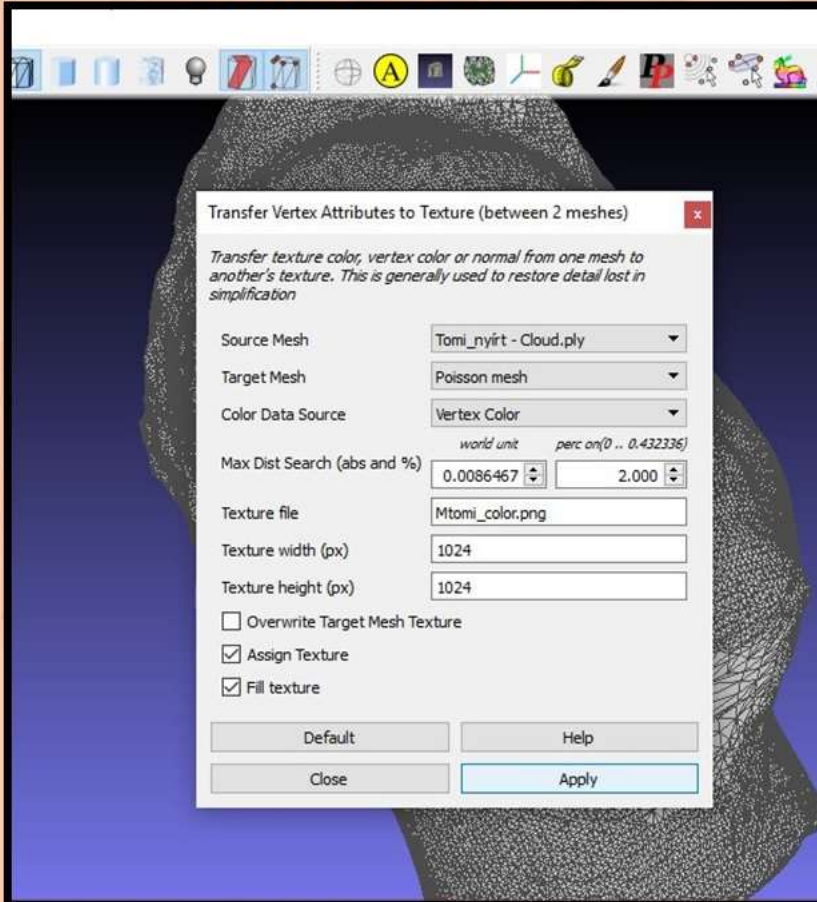 A
PP
Transfer Vertex Attributes to Texture (between 2 meshes)
x
Transfer texture color, vertex color or normal from one mesh to
another's texture. This is generally used to restore detail lost in
simplification
Source Mesh Tomi_nyírt - Cloud.ply
Target Mesh Poisson mesh
Color Data Source Vertex Color
world unit perc on(0 .. 0.432336)
Max Dist Search (abs and %) 0.0086467 2.000
Texture file Mtomi_color.png
Texture width (px) 1024
Texture height (px) 1024
Overwrite Target Mesh Texture
Assign Texture
Fill texture
Default Help
Close Apply